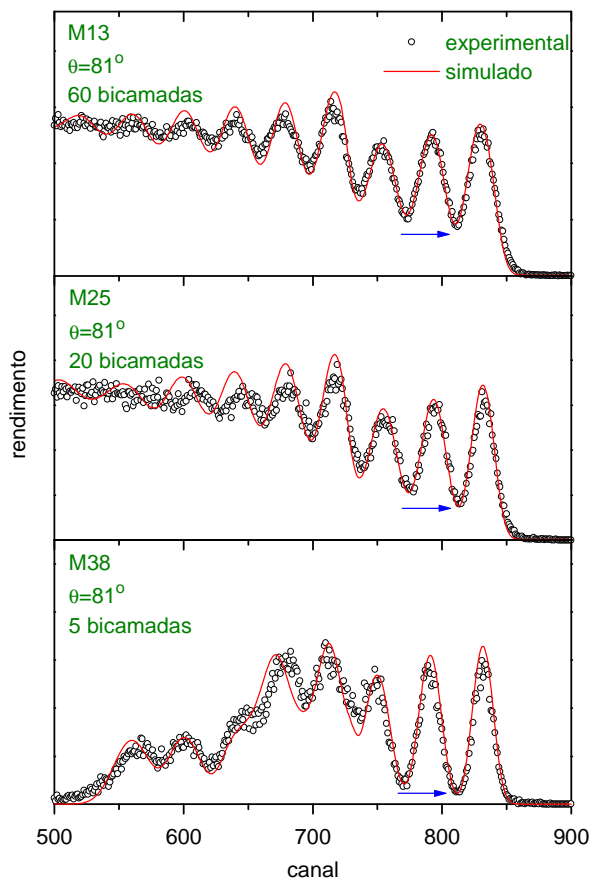 M13
θ=81°
60 bicamadas
experimental
simulado
M25
θ=81°
20 bicamadas
rendimento
M38
θ=81°
5 bicamadas
500 600 700 800 900
canal